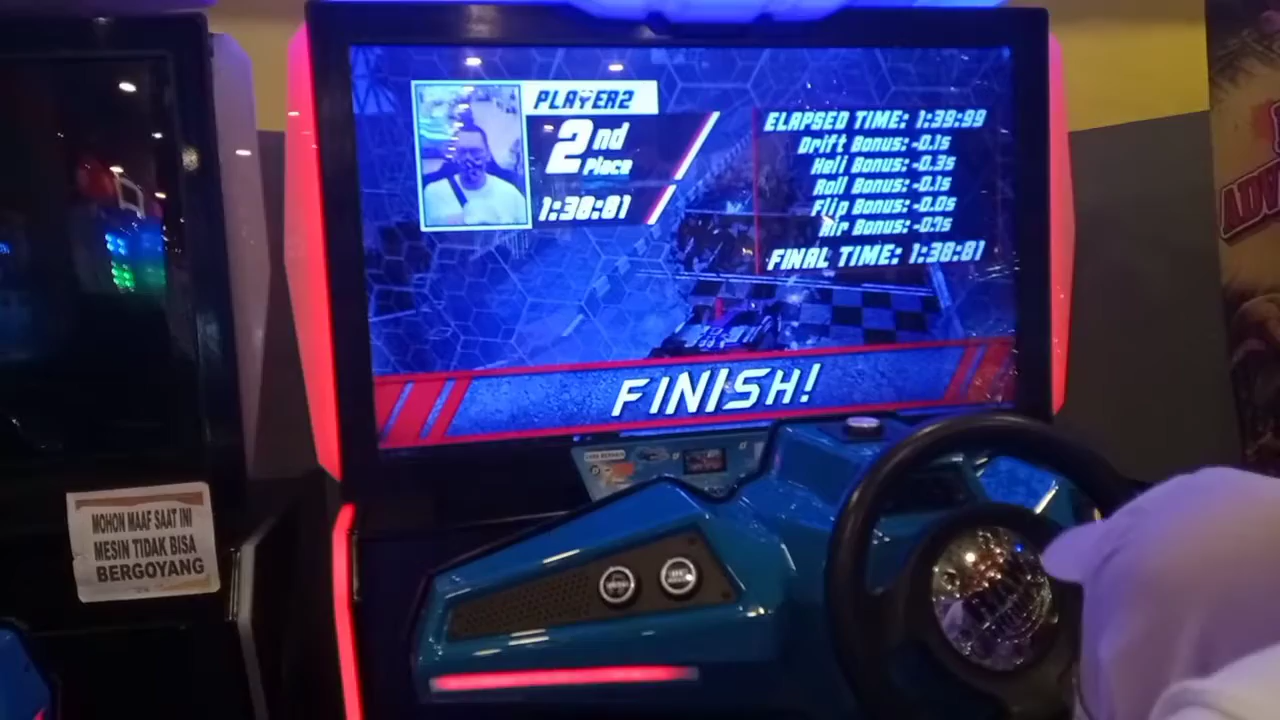 PLAYER2
2nd
Place
1:38:81
ELAPSED TIME: 1:39:99
Drift Bonus: -0.1s
Heli Bonus: -0.3s
Roll Bonus: -0.1s
Flip Bonus: -0.0s
Air Bonus: -0.7s
FINAL TIME: 1:38:81
FINISH!
MOHON MAAF SAAT INI
MESIN TIDAK BISA
BERGOYANG